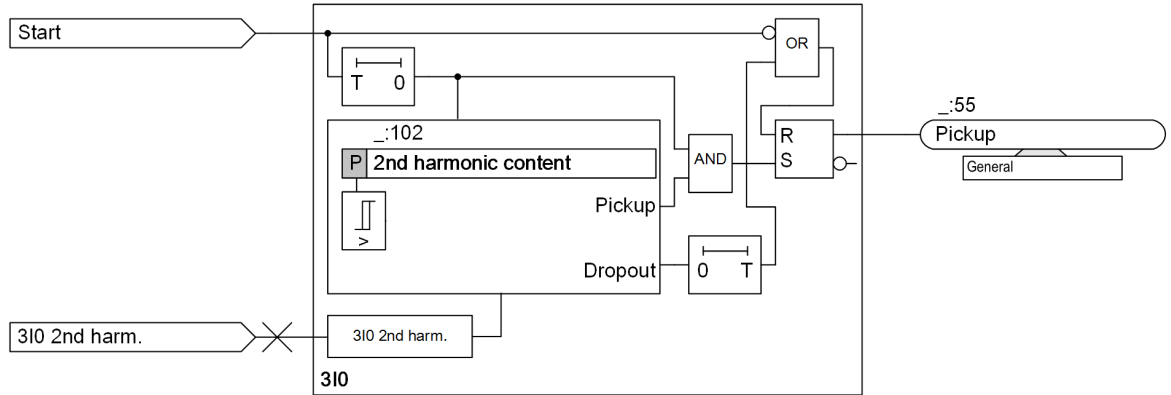 Start
OR
T 0
_:55
Pickup
General
_:102
P 2nd harmonic content
>
R
S
AND
Pickup
Dropout
0 T
3I0 2nd harm.
3I0 2nd harm.
3I0